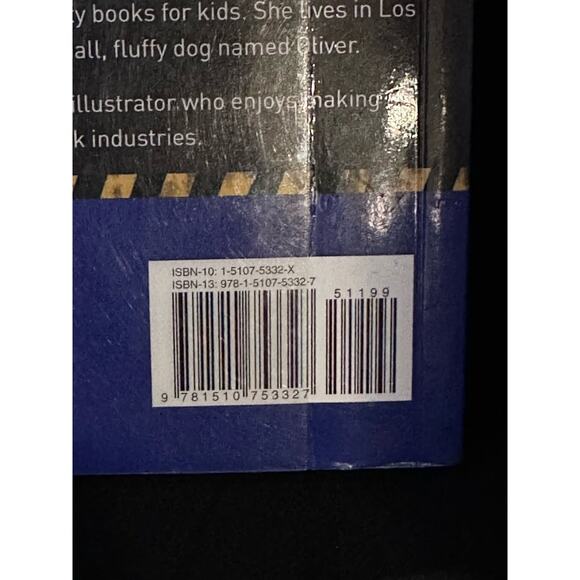 y books for kids. She lives in Los
all, fluffy dog named Oliver.
illustrator who enjoys making
k industries.
ISBN-10: 1-5107-5332-X
ISBN-13: 978-1-5107-5332-7
51199
9 781510 753327